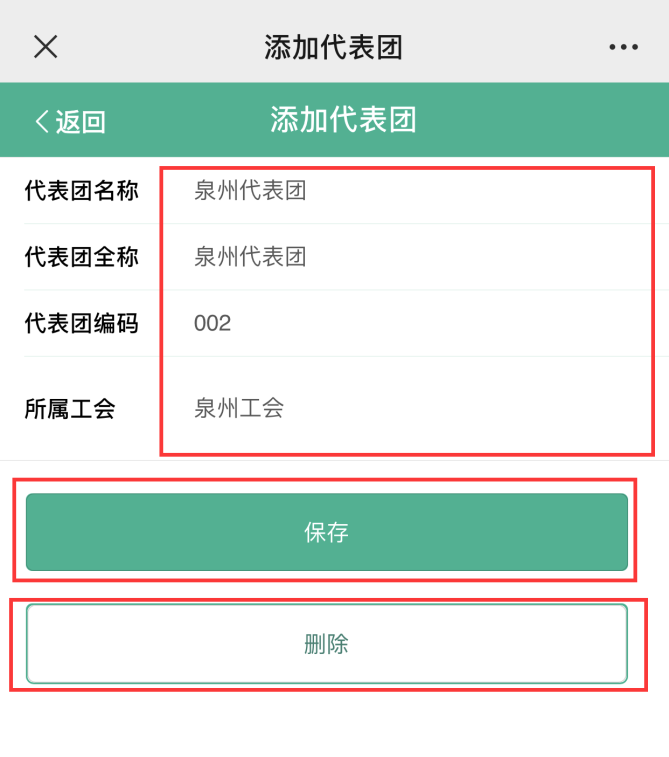 添加代表团
返回 添加代表团
代表团名称 泉州代表团
代表团全称 泉州代表团
代表团编码 002
所属工会 泉州工会
保存
删除